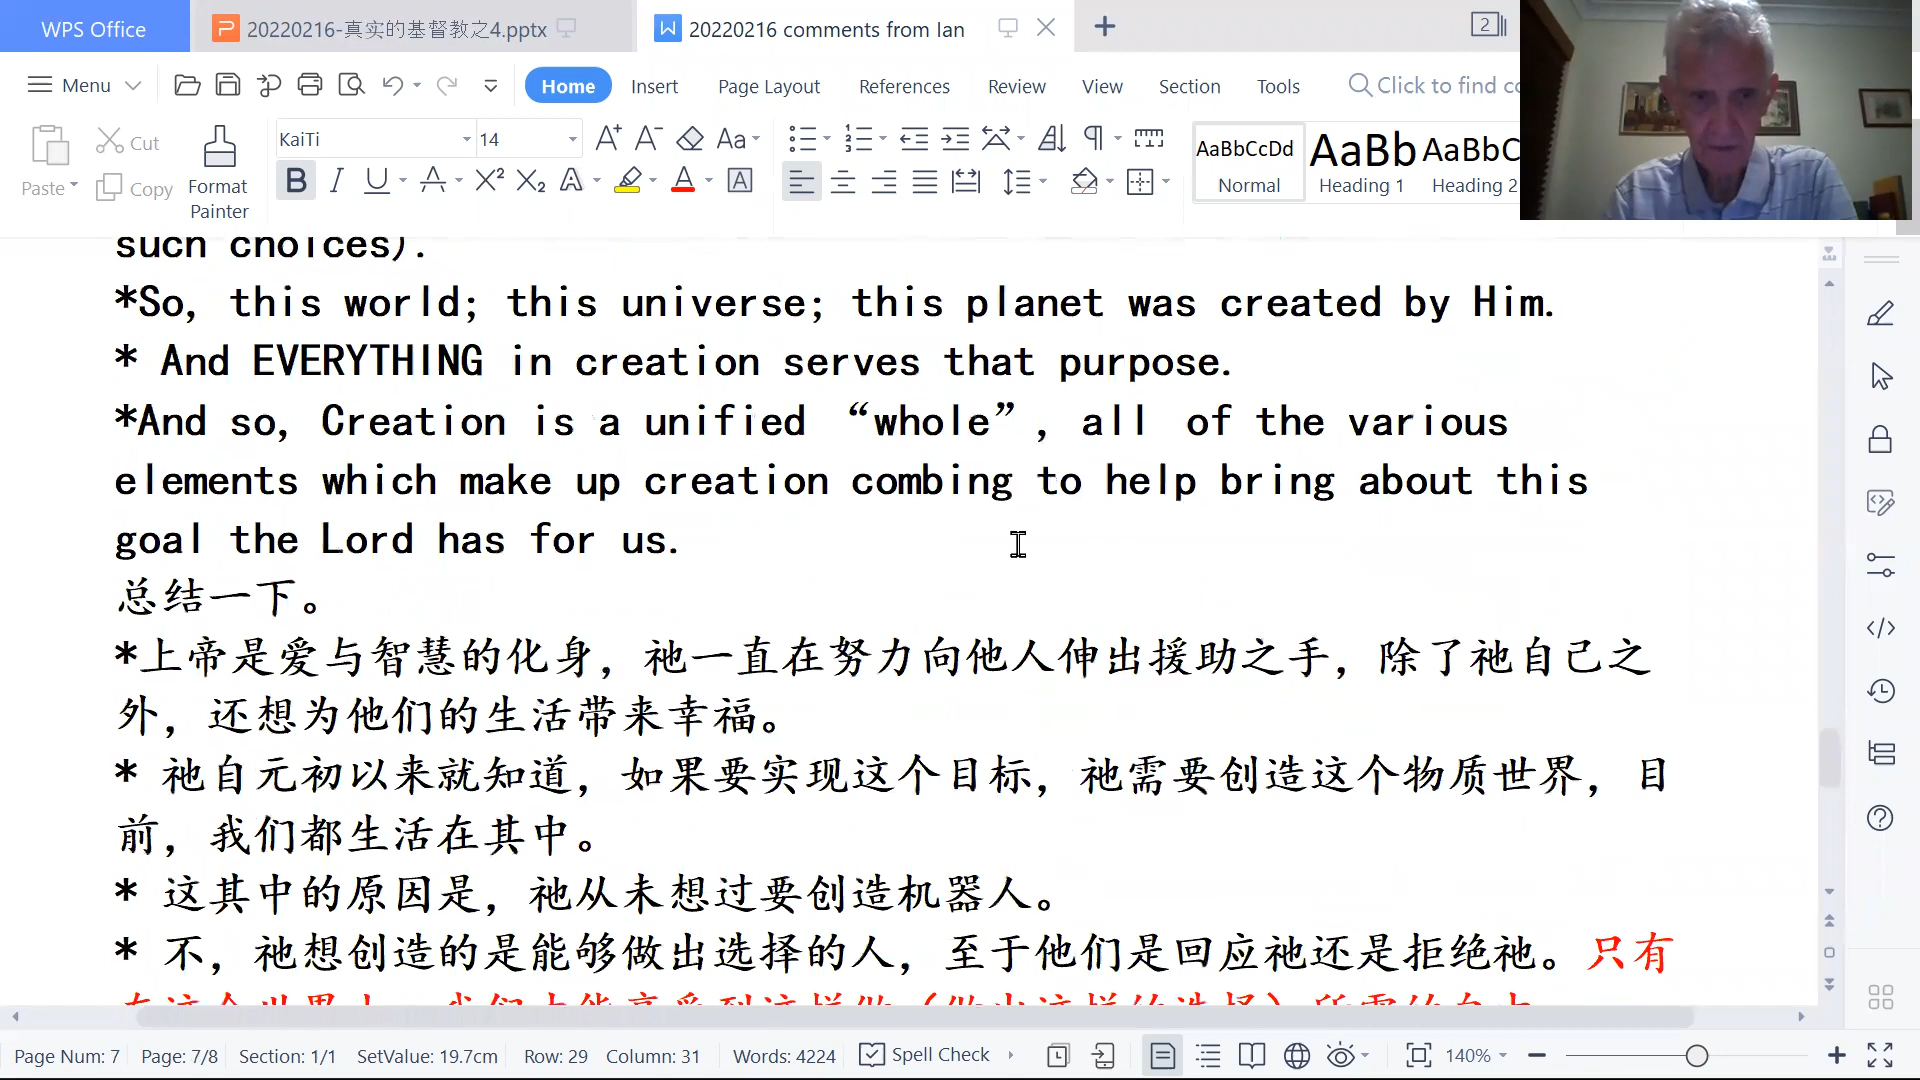 WPS Office
20220216-真实的基督教之4.pptx
20220216 comments from Ian
2
Menu
Home
Insert
Page Layout
References
Review
View
Section
Tools
Click to find co
Paste
Cut
Copy
Format
Painter
KaiTi
14
AaBbCcDd
Normal
AaBb
Heading 1
AaBbC
Heading 2
such choices).
*So, this world; this universe; this planet was created by Him.
* And EVERYTHING in creation serves that purpose.
*And so, Creation is a unified “whole”, all of the various
elements which make up creation combing to help bring about this
goal the Lord has for us.
总结一下。
*上帝是爱与智慧的化身，祂一直在努力向他人伸出援助之手，除了祂自己之
外，还想为他们的生活带来幸福。
* 祂自元初以来就知道，如果要实现这个目标，祂需要创造这个物质世界，目
前，我们都生活在其中。
* 这其中的原因是，祂从未想过要创造机器人。
* 不，祂想创造的是能够做出选择的人，至于他们是回应祂还是拒绝祂。只有
Page Num: 7
Page: 7/8
Section: 1/1
SetValue: 19.7cm
Row: 29
Column: 31
Words: 4224
Spell Check
140%